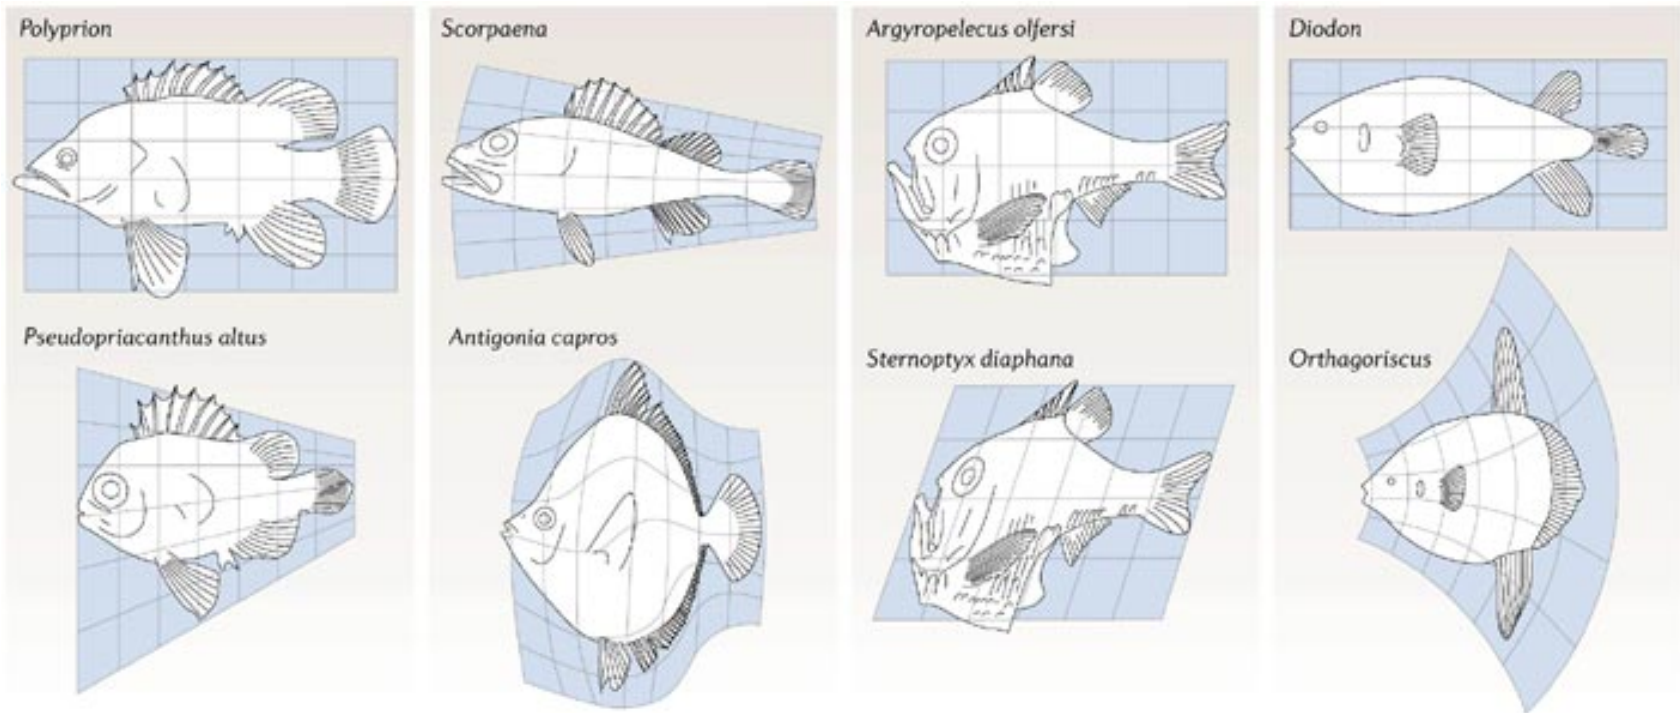 Polyprion
Scorpaena
Argyropelecus olfersi
Diodon
Pseudopriacanthus altus
Antigonia capros
Sternoptyx diaphana
Orthagoriscus